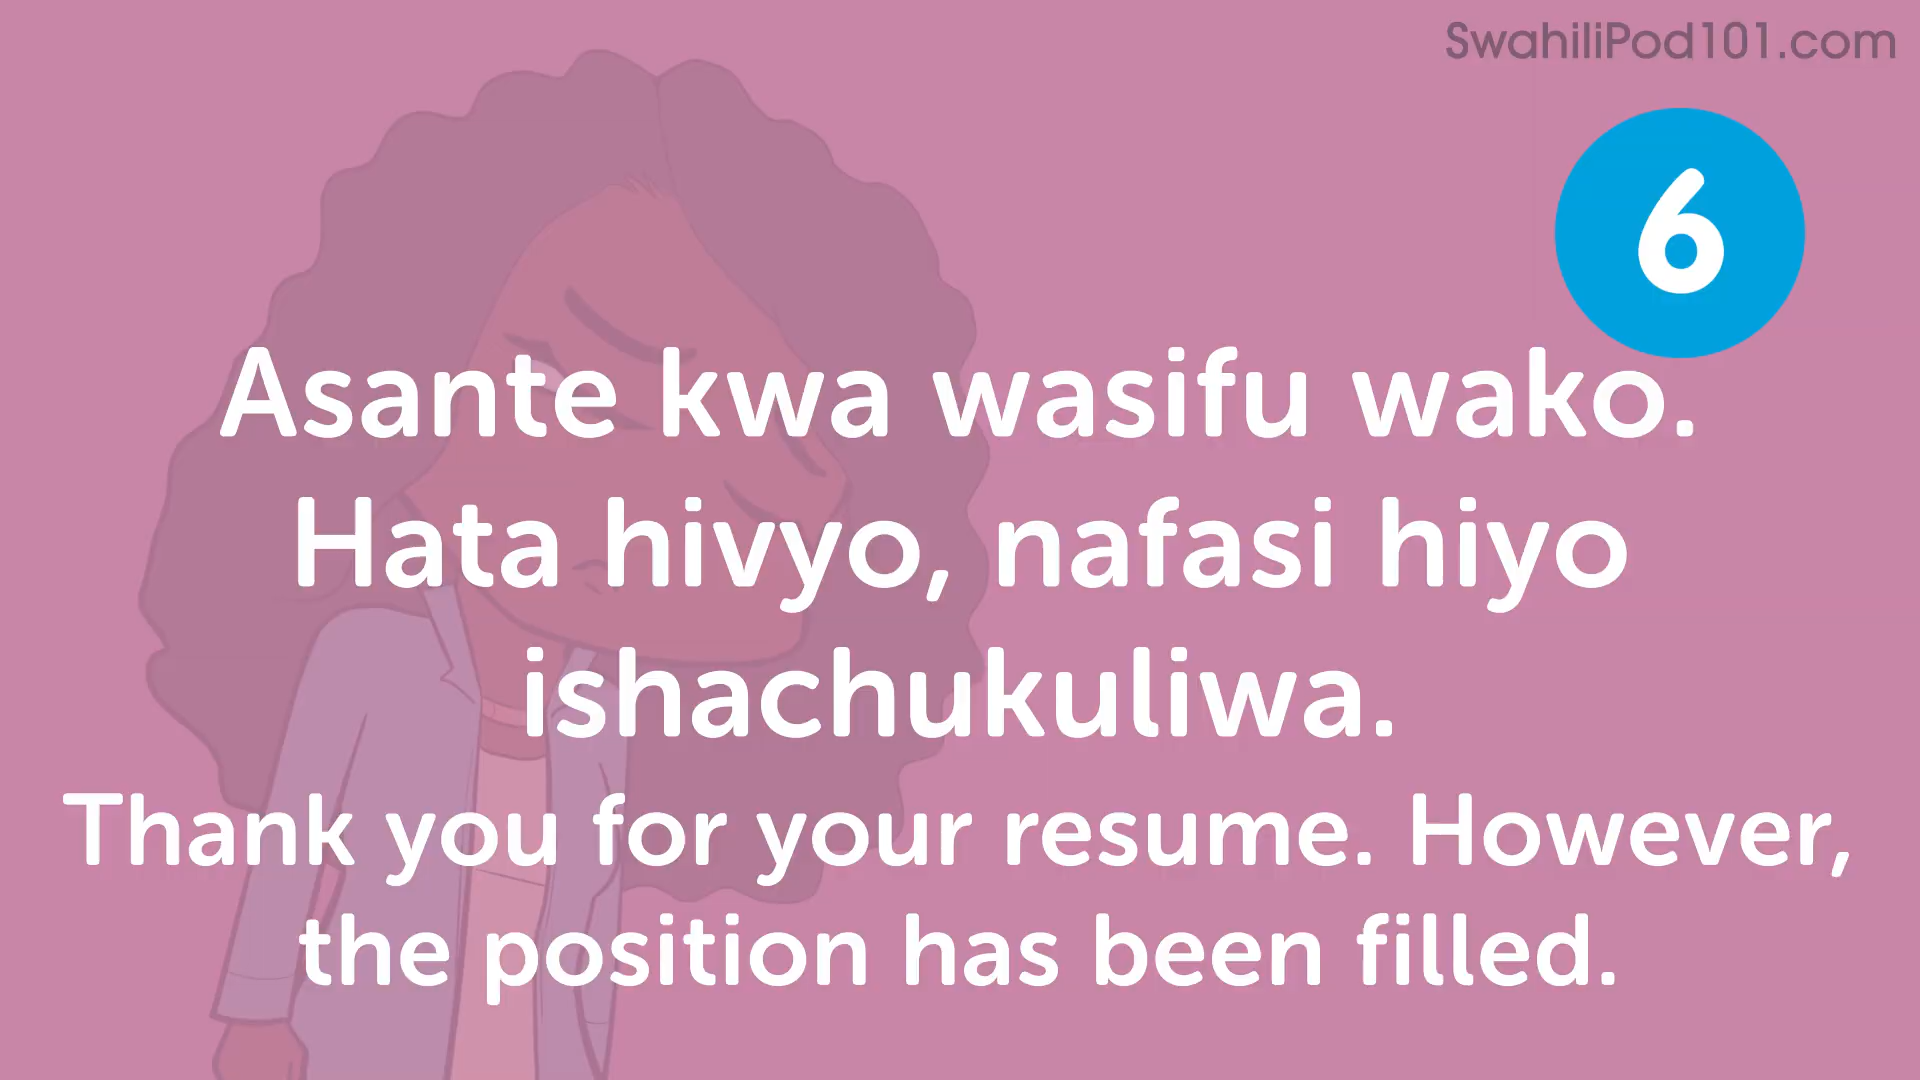 SwahiliPod101.com
6
Asante kwa wasifu wako.
Hata hivyo, nafasi hiyo
ishachukuliwa.
Thank you for your resume. However,
the position has been filled.